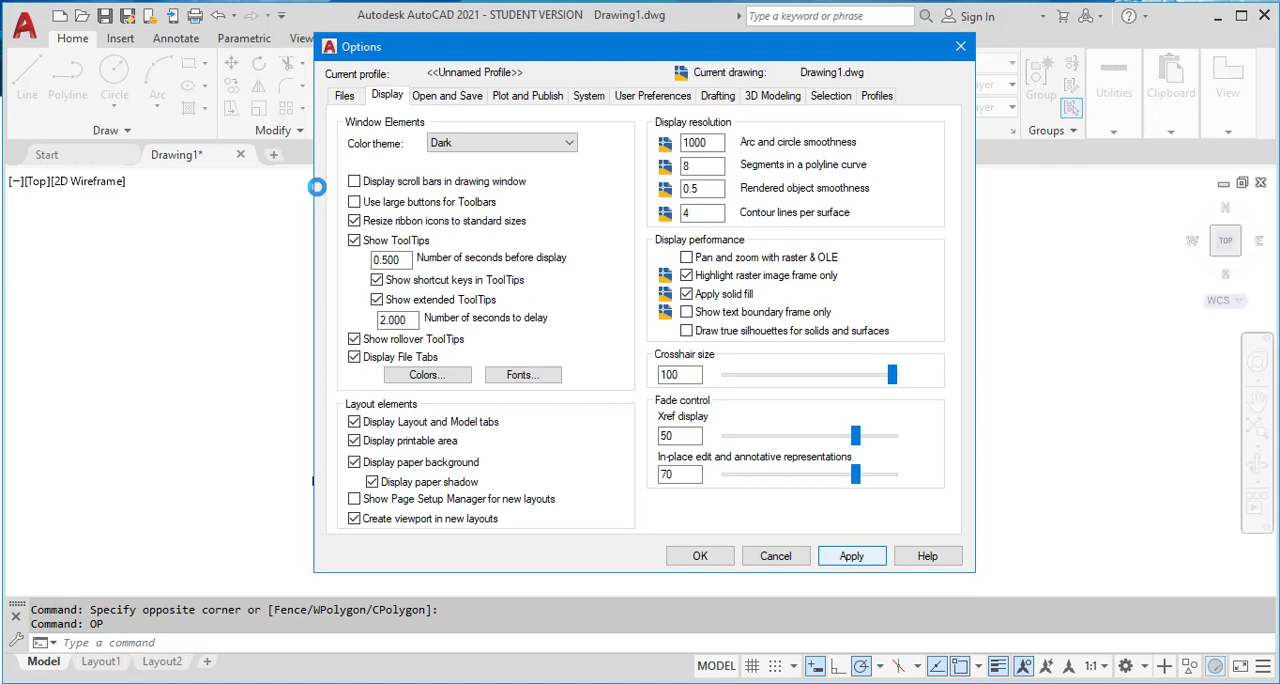 Autodesk AutoCAD 2021 - STUDENT VERSION Drawing1.dwg
Type a keyword or phrase
Sign In
Home Insert Annotate Parametric View
Line Polyline Circle Arc
Draw
Modify
Group
Groups
Utilities
Clipboard
View
Start
Drawing1*
[−][Top][2D Wireframe]
Options
Current profile: <<Unnamed Profile>>
Current drawing: Drawing1.dwg
Files Display Open and Save Plot and Publish System User Preferences Drafting 3D Modeling Selection Profiles
Window Elements
Color theme: Dark
Display scroll bars in drawing window
Use large buttons for Toolbars
Resize ribbon icons to standard sizes
Show ToolTips
0.500 Number of seconds before display
Show shortcut keys in ToolTips
Show extended ToolTips
2.000 Number of seconds to delay
Show rollover ToolTips
Display File Tabs
Colors... Fonts...
Layout elements
Display Layout and Model tabs
Display printable area
Display paper background
Display paper shadow
Show Page Setup Manager for new layouts
Create viewport in new layouts
Display resolution
1000 Arc and circle smoothness
8 Segments in a polyline curve
0.5 Rendered object smoothness
4 Contour lines per surface
Display performance
Pan and zoom with raster & OLE
Highlight raster image frame only
Apply solid fill
Show text boundary frame only
Draw true silhouettes for solids and surfaces
Crosshair size
100
Fade control
Xref display
50
In-place edit and annotative representations
70
OK Cancel Apply Help
N
W TOP E
S
WCS
Command: Specify opposite corner or [Fence/WPolygon/CPolygon]:
Command: OP
Type a command
Model Layout1 Layout2 +
MODEL
1:1